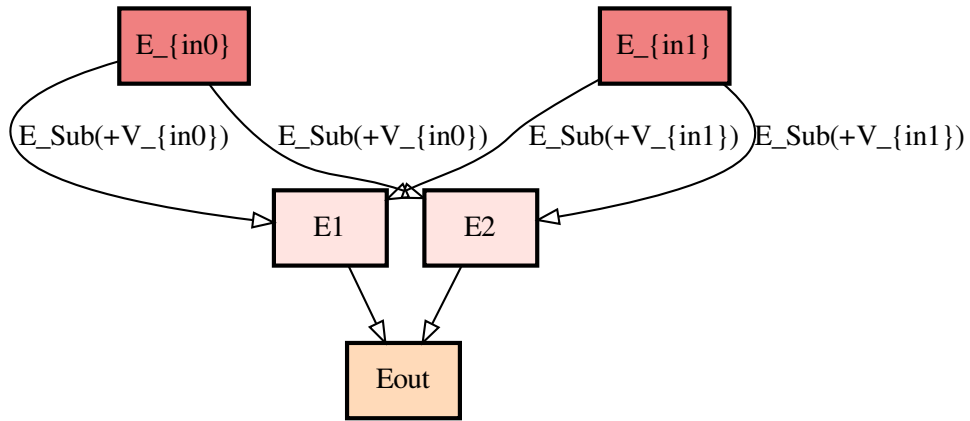 E_{in0}
E_{in1}
E_Sub(+V_{in0})
E_Sub(+V_{in0})
E_Sub(+V_{in1})
E_Sub(+V_{in1})
E1
E2
Eout